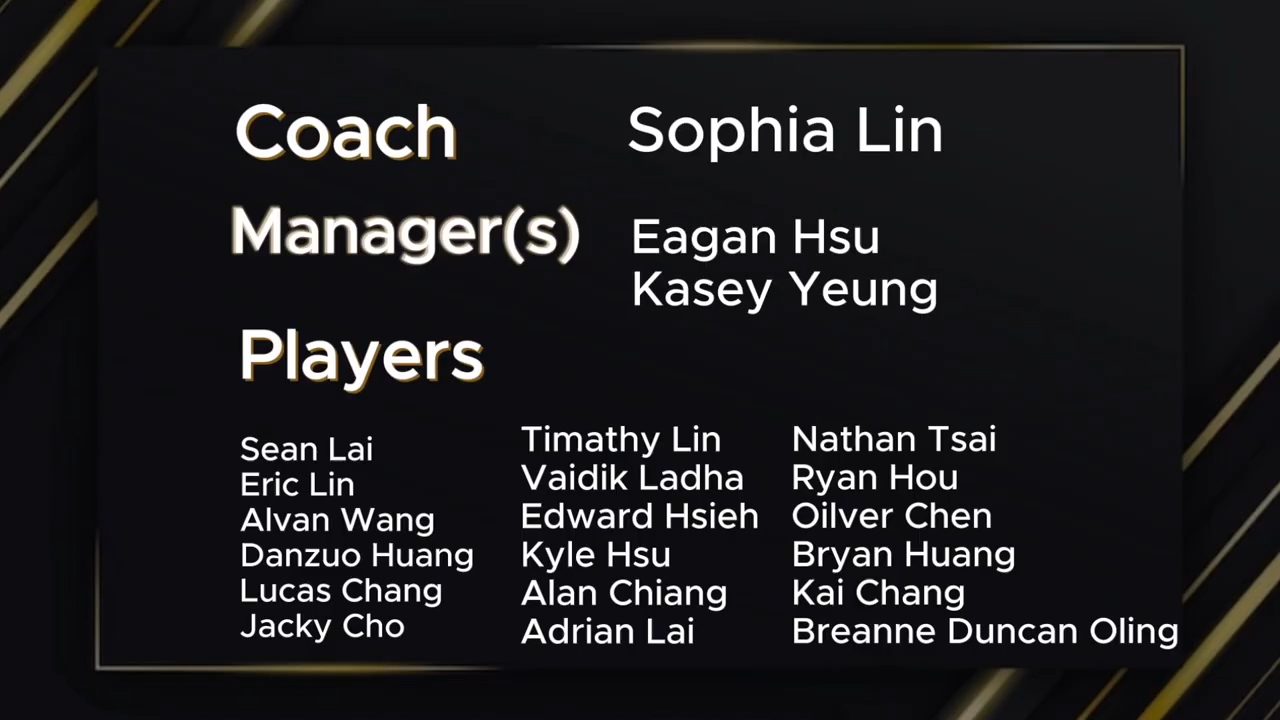 Coach
Sophia Lin
Manager(s)
Eagan Hsu
Kasey Yeung
Players
Sean Lai
Eric Lin
Alvan Wang
Danzuo Huang
Lucas Chang
Jacky Cho
Timathy Lin
Vaidik Ladha
Edward Hsieh
Kyle Hsu
Alan Chiang
Adrian Lai
Nathan Tsai
Ryan Hou
Oilver Chen
Bryan Huang
Kai Chang
Breanne Duncan Oling